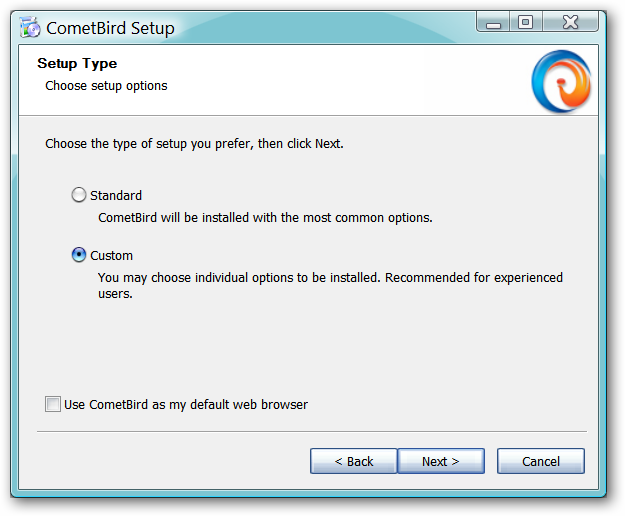 CometBird Setup
Setup Type
Choose setup options
Choose the type of setup you prefer, then click Next.
Standard
CometBird will be installed with the most common options.
Custom
You may choose individual options to be installed. Recommended for experienced
users.
Use CometBird as my default web browser
< Back
Next >
Cancel